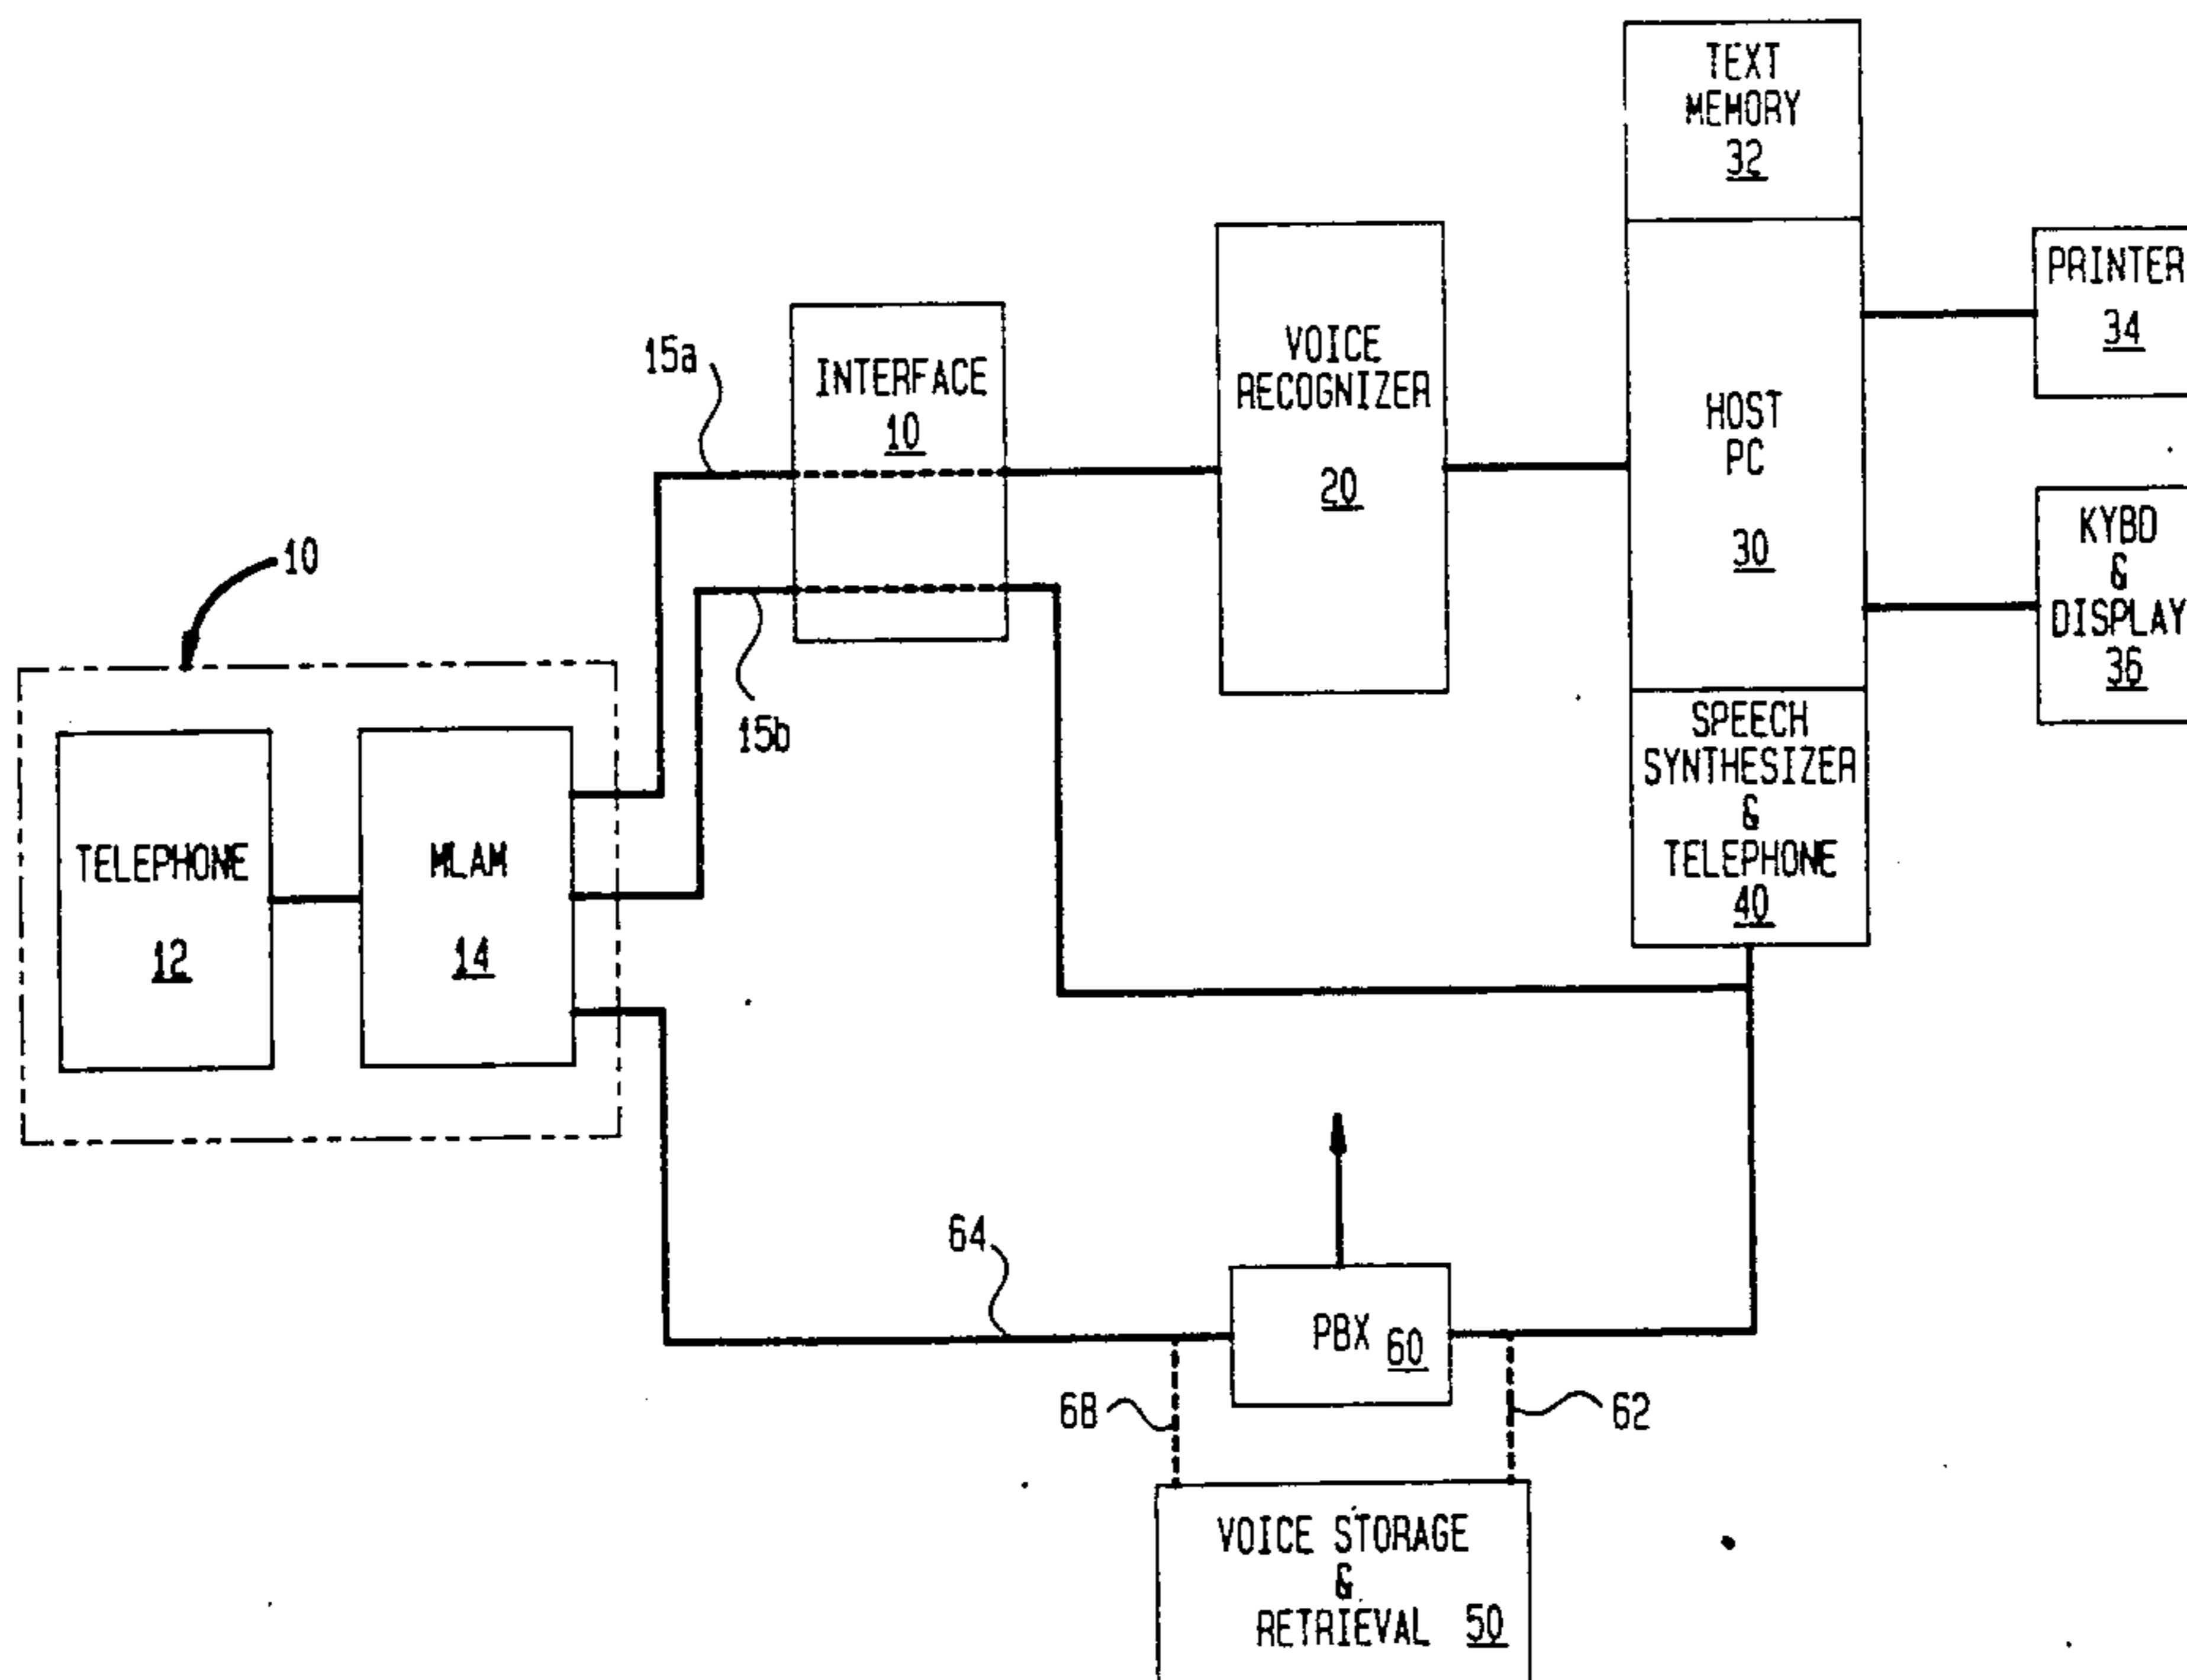 TEXT
MEMORY
32
PRINTER
34
HOST
PC
30
VOICE
RECOGNIZER
20
INTERFACE
10
15a
15b
KYBD
&
DISPLAY
36
10
SPEECH
SYNTHESIZER
&
TELEPHONE
40
TELEPHONE
12
MLAM
14
64
PBX 60
68
62
VOICE STORAGE
&
RETRIEVAL 50